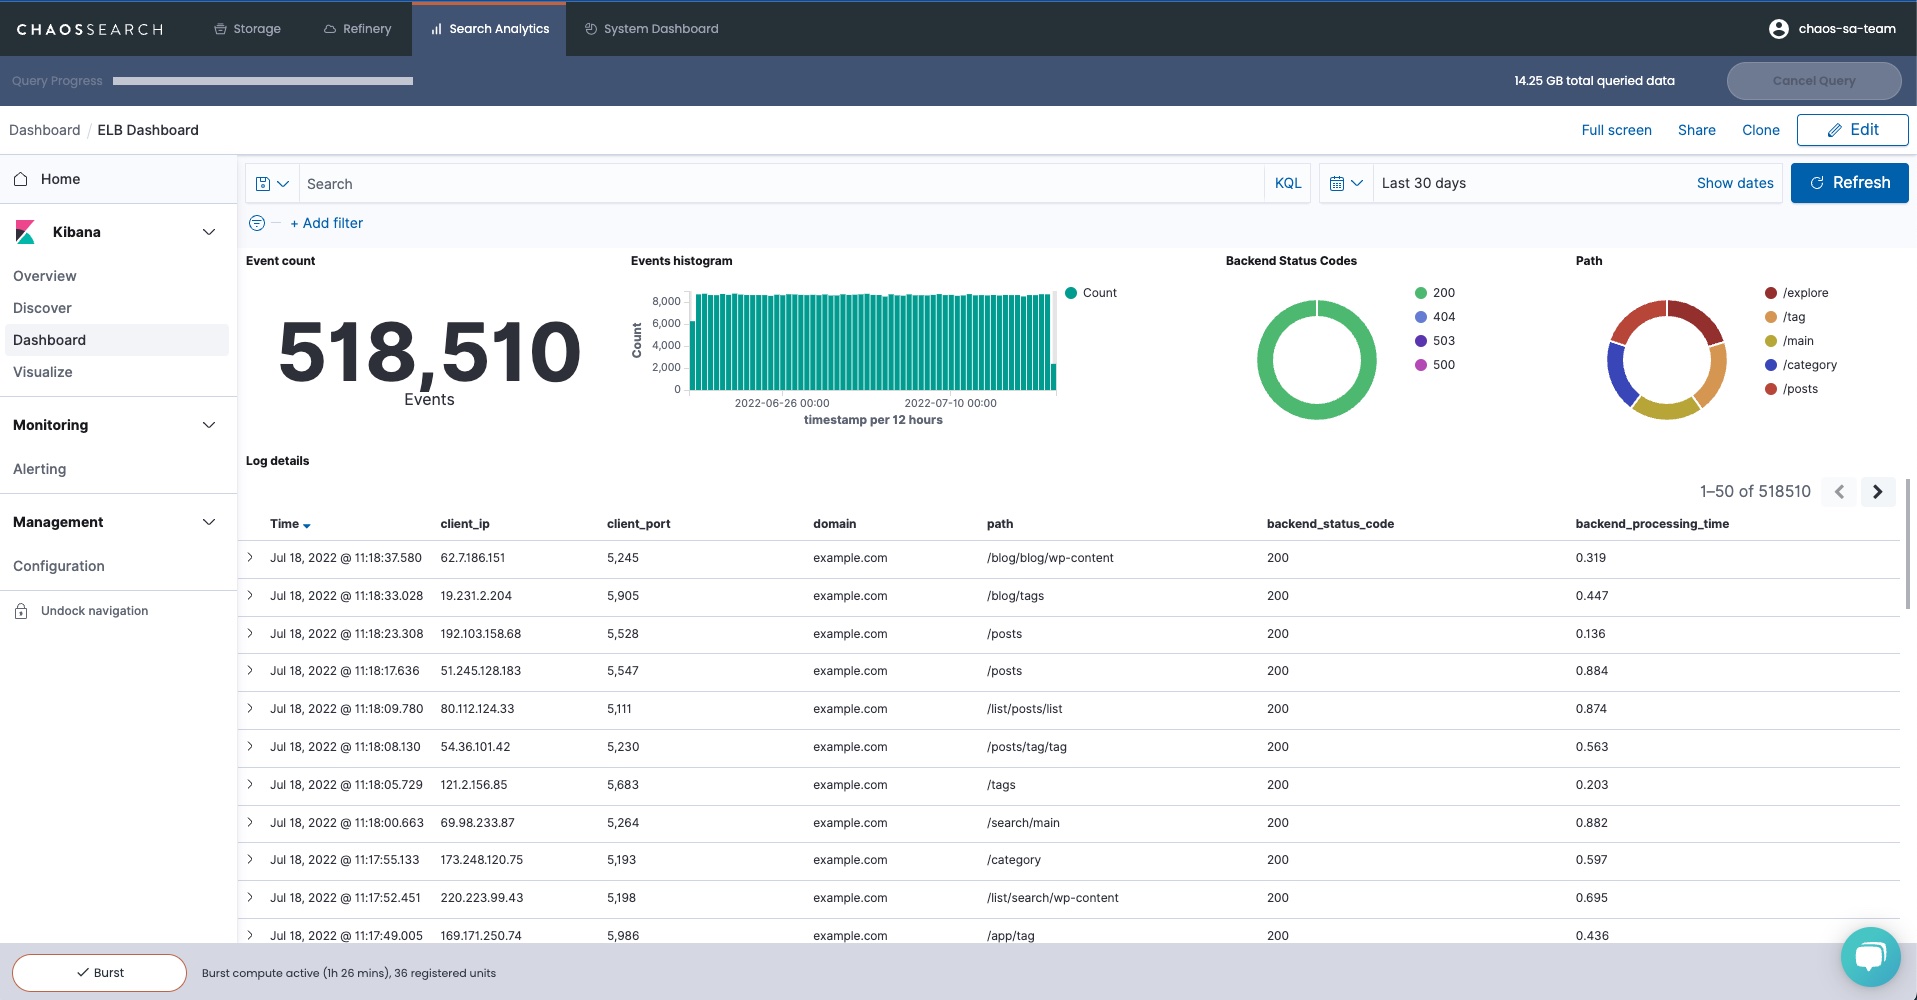 CHAOSSEARCH Storage Refinery Search Analytics System Dashboard chaos-sa-team
Query Progress 14.25 GB total queried data Cancel Query
Dashboard / ELB Dashboard Full screen Share Clone Edit
Home
Kibana
Overview
Discover
Dashboard
Visualize
Monitoring
Alerting
Management
Configuration
Undock navigation
Search KQL Last 30 days Show dates Refresh
+ Add filter
Event count
518,510
Events
Events histogram
Count
8,000
6,000
4,000
2,000
0
2022-06-26 00:00 2022-07-10 00:00
timestamp per 12 hours
Count
Backend Status Codes
200
404
503
500
Path
/explore
/tag
/main
/category
/posts
Log details
1–50 of 518510
Time client_ip client_port domain path backend_status_code backend_processing_time
Jul 18, 2022 @ 11:18:37.580 62.7.186.151 5,245 example.com /blog/blog/wp-content 200 0.319
Jul 18, 2022 @ 11:18:33.028 19.231.2.204 5,905 example.com /blog/tags 200 0.447
Jul 18, 2022 @ 11:18:23.308 192.103.158.68 5,528 example.com /posts 200 0.136
Jul 18, 2022 @ 11:18:17.636 51.245.128.183 5,547 example.com /posts 200 0.884
Jul 18, 2022 @ 11:18:09.780 80.112.124.33 5,111 example.com /list/posts/list 200 0.874
Jul 18, 2022 @ 11:18:08.130 54.36.101.42 5,230 example.com /posts/tag/tag 200 0.563
Jul 18, 2022 @ 11:18:05.729 121.2.156.85 5,683 example.com /tags 200 0.203
Jul 18, 2022 @ 11:18:00.663 69.98.233.87 5,264 example.com /search/main 200 0.882
Jul 18, 2022 @ 11:17:55.133 173.248.120.75 5,193 example.com /category 200 0.597
Jul 18, 2022 @ 11:17:52.451 220.223.99.43 5,198 example.com /list/search/wp-content 200 0.695
Jul 18, 2022 @ 11:17:49.005 169.171.250.74 5,986 example.com /app/tag 200 0.436
Burst Burst compute active (1h 26 mins), 36 registered units